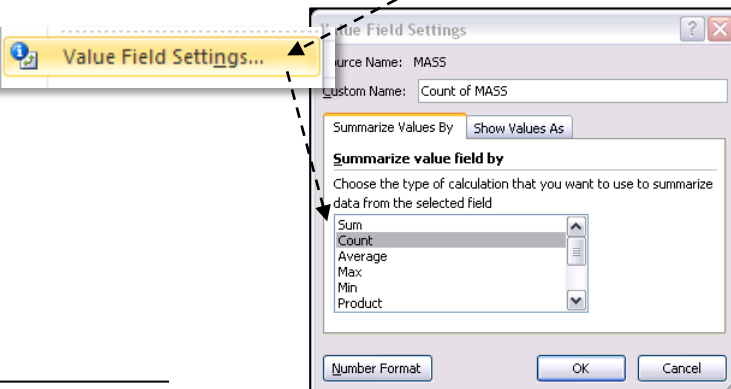 Value Field Settings
Value Field Settings...
Source Name: MASS
Custom Name: Count of MASS
Summarize Values By Show Values As
Summarize value field by
Choose the type of calculation that you want to use to summarize
data from the selected field
Sum
Count
Average
Max
Min
Product
Number Format OK Cancel